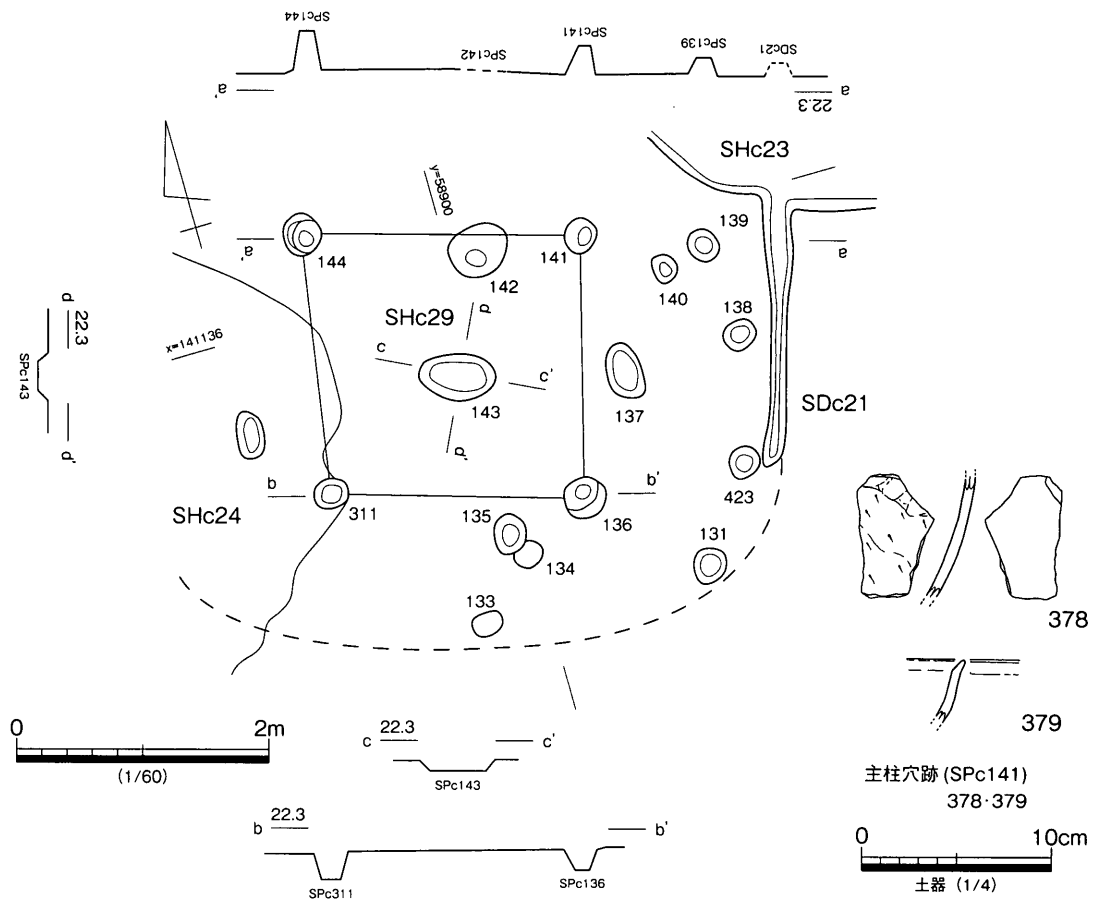 SPc144
SPc142
SPc141
SPc139
SDc21
a'
22.3
a
SHc23
y=58900
139
a'
144
142
141
140
a
138
d
22.3
SPc143
d'
SHc29
d
x=141136
c
c'
143
137
SDc21
d'
423
b
b'
311
136
SHc24
135
134
131
133
378
379
0 2m
(1/60)
c 22.3 c'
SPc143
b 22.3 b'
SPc311
SPc136
主柱穴跡 (SPc141)
378·379
0 10cm
土器 (1/4)